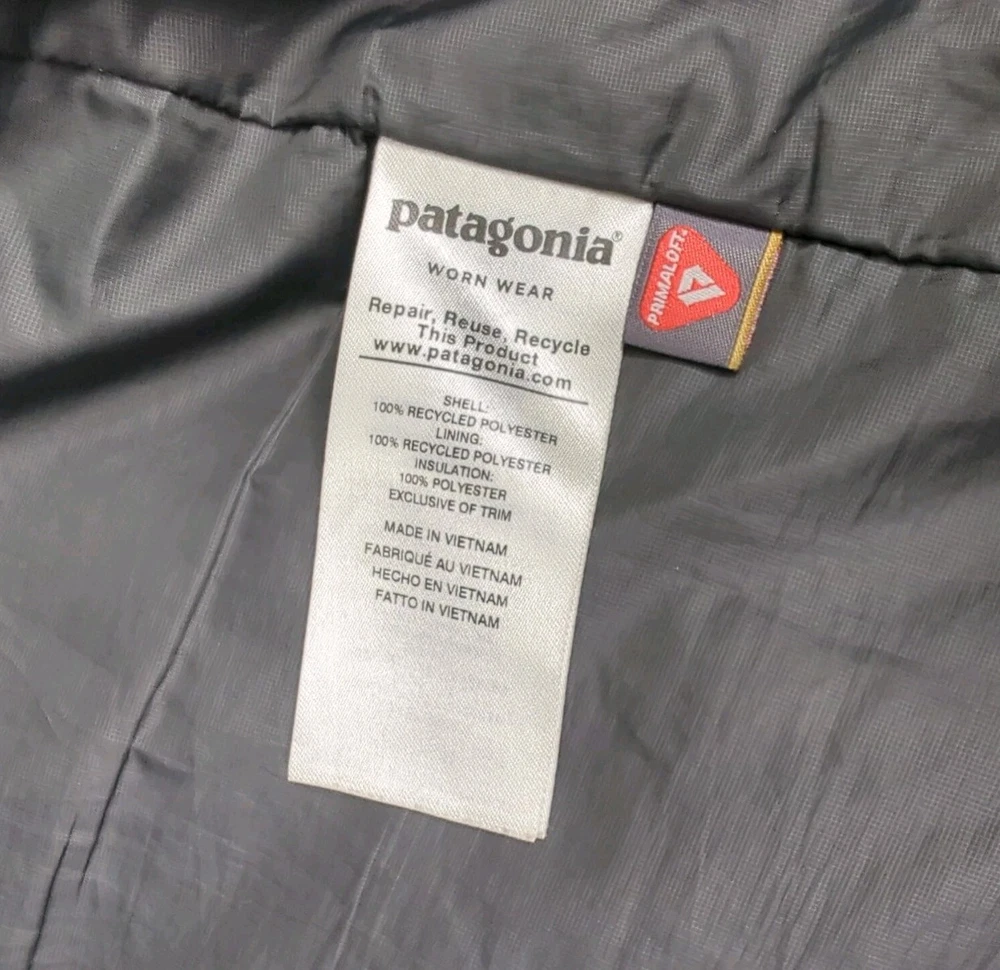 patagonia®
WORN WEAR
Repair, Reuse, Recycle
This Product
www.patagonia.com
SHELL:
100% RECYCLED POLYESTER
LINING:
100% RECYCLED POLYESTER
INSULATION:
100% POLYESTER
EXCLUSIVE OF TRIM
MADE IN VIETNAM
FABRIQUÉ AU VIETNAM
HECHO EN VIETNAM
FATTO IN VIETNAM
PRIMALOFT